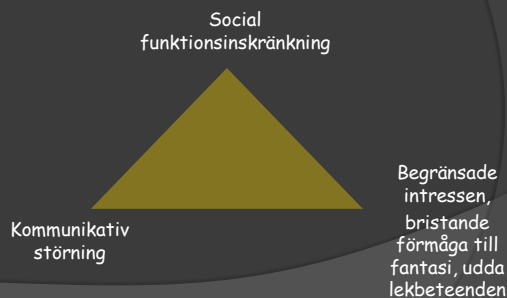 Social
funktionsinskränkning
Kommunikativ
störning
Begränsade
intressen,
bristande
förmåga till
fantasi, udda
lekbeteenden